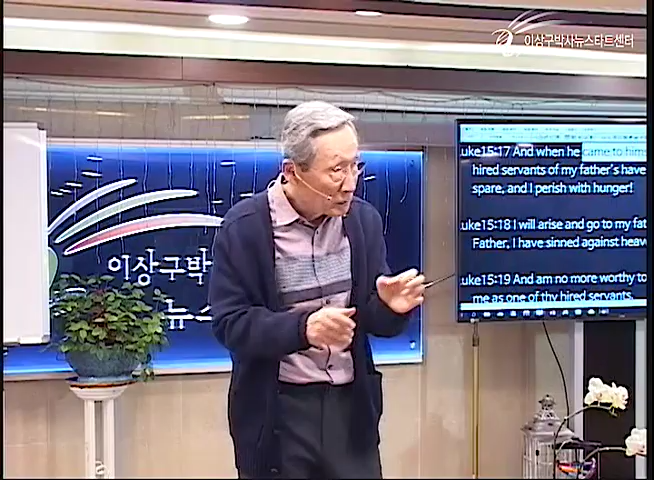 이상구박사뉴스타트센터
이상구박
뉴스
uke15:17 And when he came to hims
hired servants of my father's have
spare, and I perish with hunger!
uke15:18 I will arise and go to my fat
Father, I have sinned against heav
uke15:19 And am no more worthy to
me as one of thy hired servants.